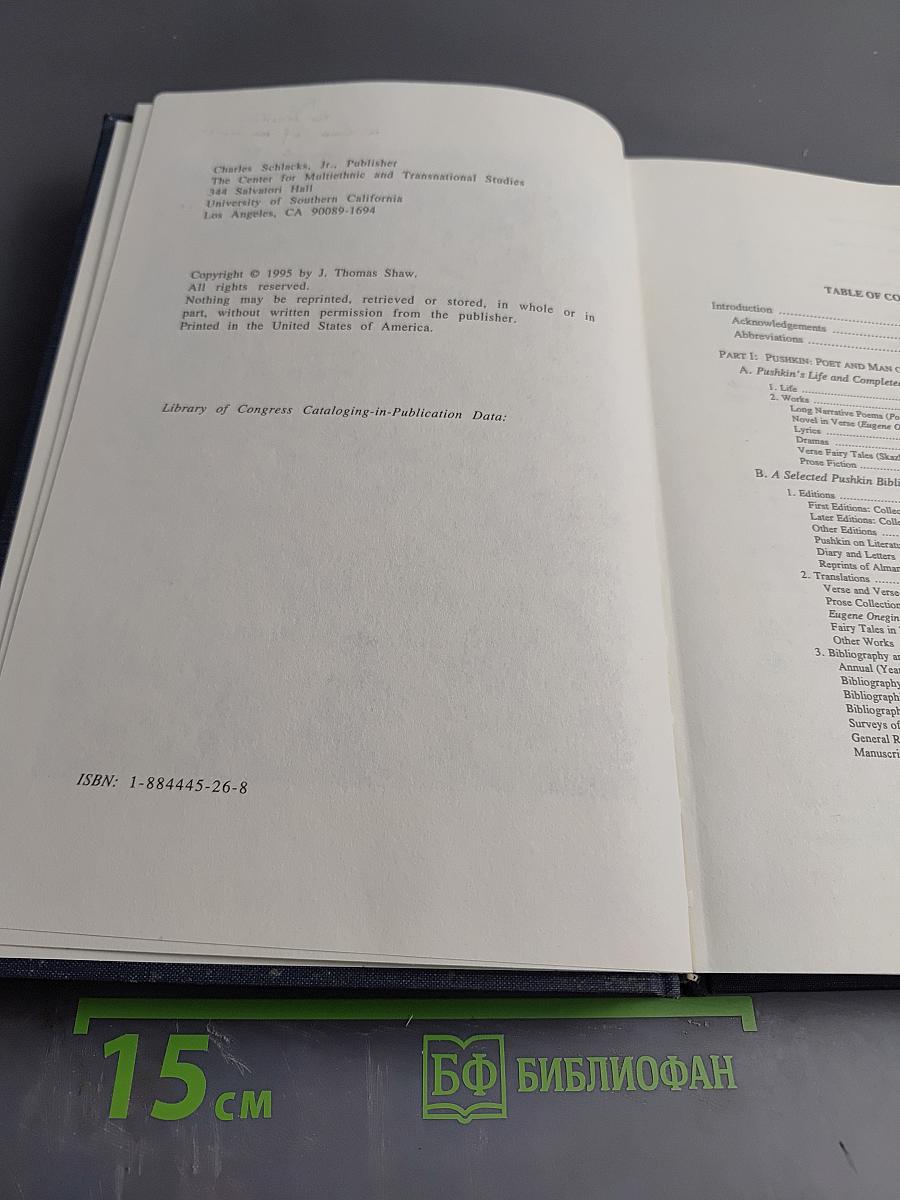 Charles Schlacks, Jr., Publisher
The Center for Multiethnic and Transnational Studies
344 Salvatori Hall
University of Southern California
Los Angeles, CA 90089-1694
Copyright © 1995 by J. Thomas Shaw.
All rights reserved.
Nothing may be reprinted, retrieved or stored, in whole or in
part, without written permission from the publisher.
Printed in the United States of America.
Library of Congress Cataloging-in-Publication Data:
ISBN: 1-884445-26-8
TABLE OF CO
Introduction
Acknowledgements
Abbreviations
PART I: PUSHKIN: POET AND MAN
A. Pushkin's Life and Complete
1. Life
2. Works
Long Narrative Poems (Po
Novel in Verse (Eugene O
Lyrics
Dramas
Verse Fairy Tales (Skaz
Prose Fiction
B. A Selected Pushkin Bibli
1. Editions
First Editions: Collec
Later Editions: Colle
Other Editions
Pushkin on Literatu
Diary and Letters
Reprints of Alman
2. Translations
Verse and Verse
Prose Collection
Eugene Onegin
Fairy Tales in
Other Works
3. Bibliography a
Annual (Yea
Bibliography
Bibliograph
Bibliograph
Surveys of
General R
Manuscri
15 см
БФ БИБЛИОФАН